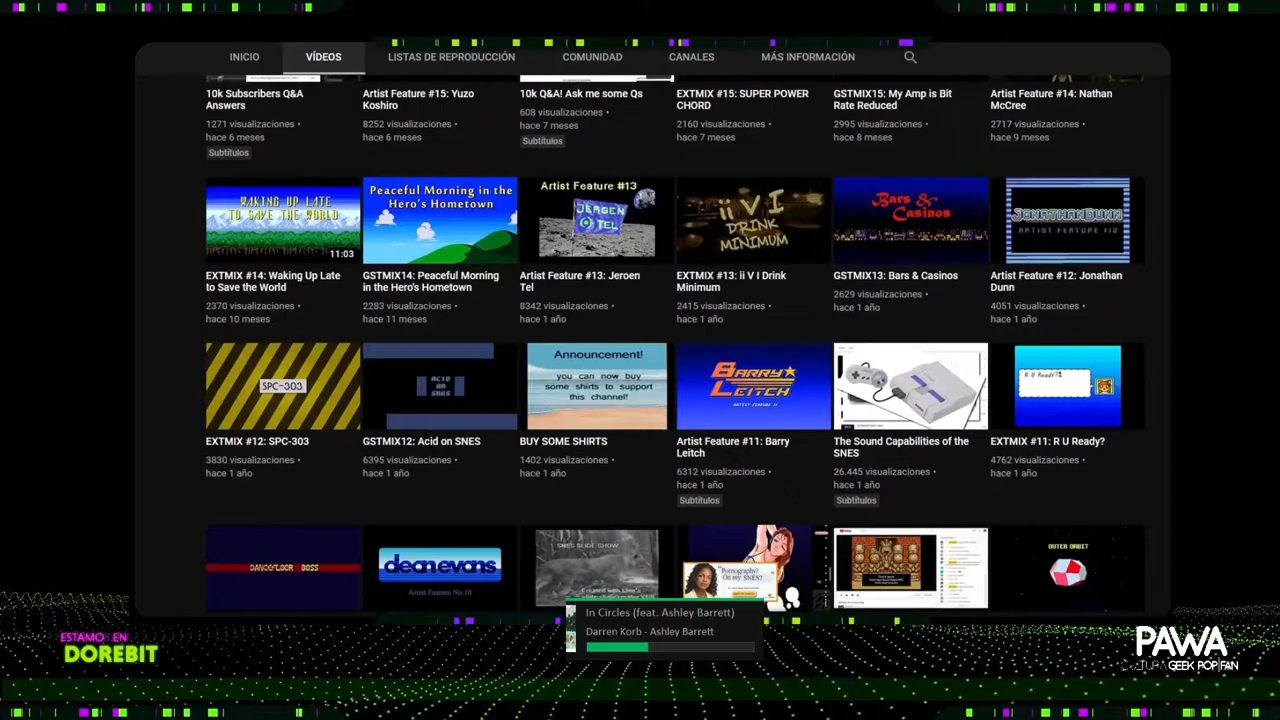 INICIO VÍDEOS LISTAS DE REPRODUCCIÓN COMUNIDAD CANALES MÁS INFORMACIÓN
10k Subscribers Q&A
Answers
1271 visualizaciones •
hace 6 meses
Subtítulos
Artist Feature #15: Yuzo
Koshiro
8252 visualizaciones •
hace 6 meses
10k Q&A! Ask me some Qs
608 visualizaciones •
hace 7 meses
Subtítulos
EXTMIX #15: SUPER POWER
CHORD
2160 visualizaciones •
hace 7 meses
GSTMIX15: My Amp is Bit
Rate Reduced
2995 visualizaciones •
hace 8 meses
Artist Feature #14: Nathan
McCree
2717 visualizaciones •
hace 9 meses
WAKING UP LATE
TO SAVE THE WORLD
11:03
EXTMIX #14: Waking Up Late
to Save the World
2370 visualizaciones •
hace 10 meses
Peaceful Morning in the
Hero's Hometown
GSTMIX14: Peaceful Morning
in the Hero's Hometown
2283 visualizaciones •
hace 11 meses
Artist Feature #13
JEROEN
TEL
Artist Feature #13: Jeroen
Tel
8342 visualizaciones •
hace 1 año
ii V I
DRINK
MINIMUM
EXTMIX #13: ii V I Drink
Minimum
2415 visualizaciones •
hace 1 año
Bars &
Casinos
GSTMIX13: Bars & Casinos
2629 visualizaciones •
hace 1 año
JONATHAN DUNN
ARTIST FEATURE #12
Artist Feature #12: Jonathan
Dunn
4051 visualizaciones •
hace 1 año
SPC-303
EXTMIX #12: SPC-303
3830 visualizaciones •
hace 1 año
ACID
ON
SNES
GSTMIX12: Acid on SNES
6395 visualizaciones •
hace 1 año
Announcement!
you can now buy
some shirts to support
this channel!
BUY SOME SHIRTS
1402 visualizaciones •
hace 1 año
BARRY
LEITCH
ARTIST FEATURE 11
Artist Feature #11: Barry
Leitch
6312 visualizaciones •
hace 1 año
Subtítulos
The Sound Capabilities of the
SNES
26.445 visualizaciones •
hace 1 año
Subtítulos
R U Ready?
EXTMIX #11: R U Ready?
4762 visualizaciones •
hace 1 año
DANCEFLOOR BOSS
Artist Feature No.10
SNES SLIDE SHOW
Pornography?
On my SNES?
OUTER ORBIT
In Circles (feat. Ashley Barrett)
Darren Korb - Ashley Barrett
ESTAMOS EN
DOREBIT
PAWA
CULTURA GEEK POP FAN